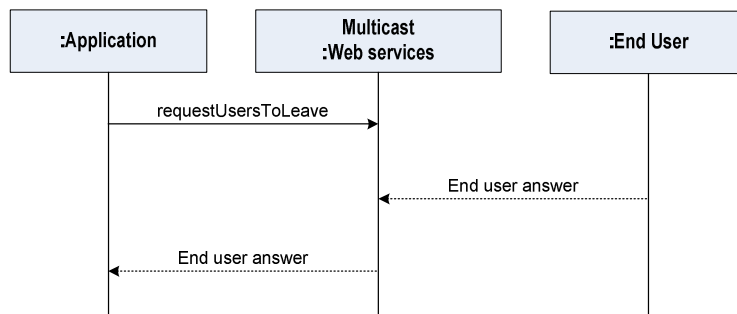 :Application
Multicast
:Web services
:End User
requestUsersToLeave
End user answer
End user answer